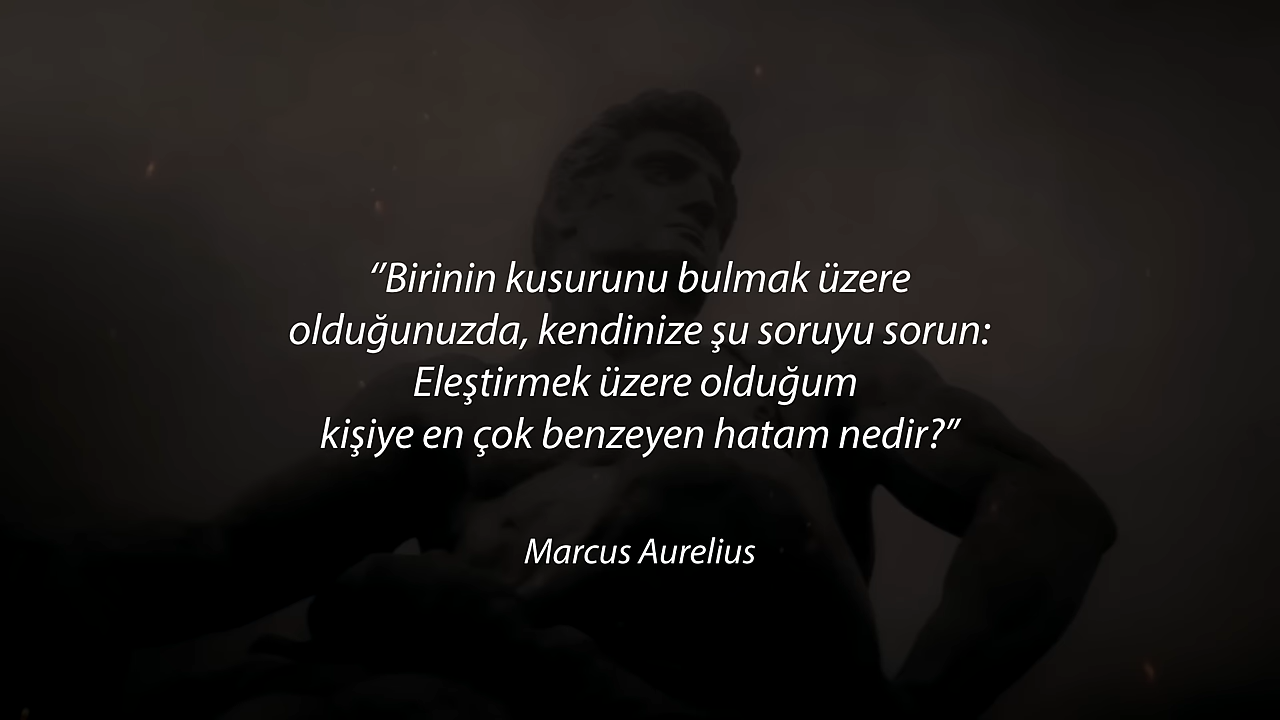 “Birinin kusurunu bulmak üzere
olduğunuzda, kendinize şu soruyu sorun:
Eleştirmek üzere olduğum
kişiye en çok benzeyen hatam nedir?”
Marcus Aurelius